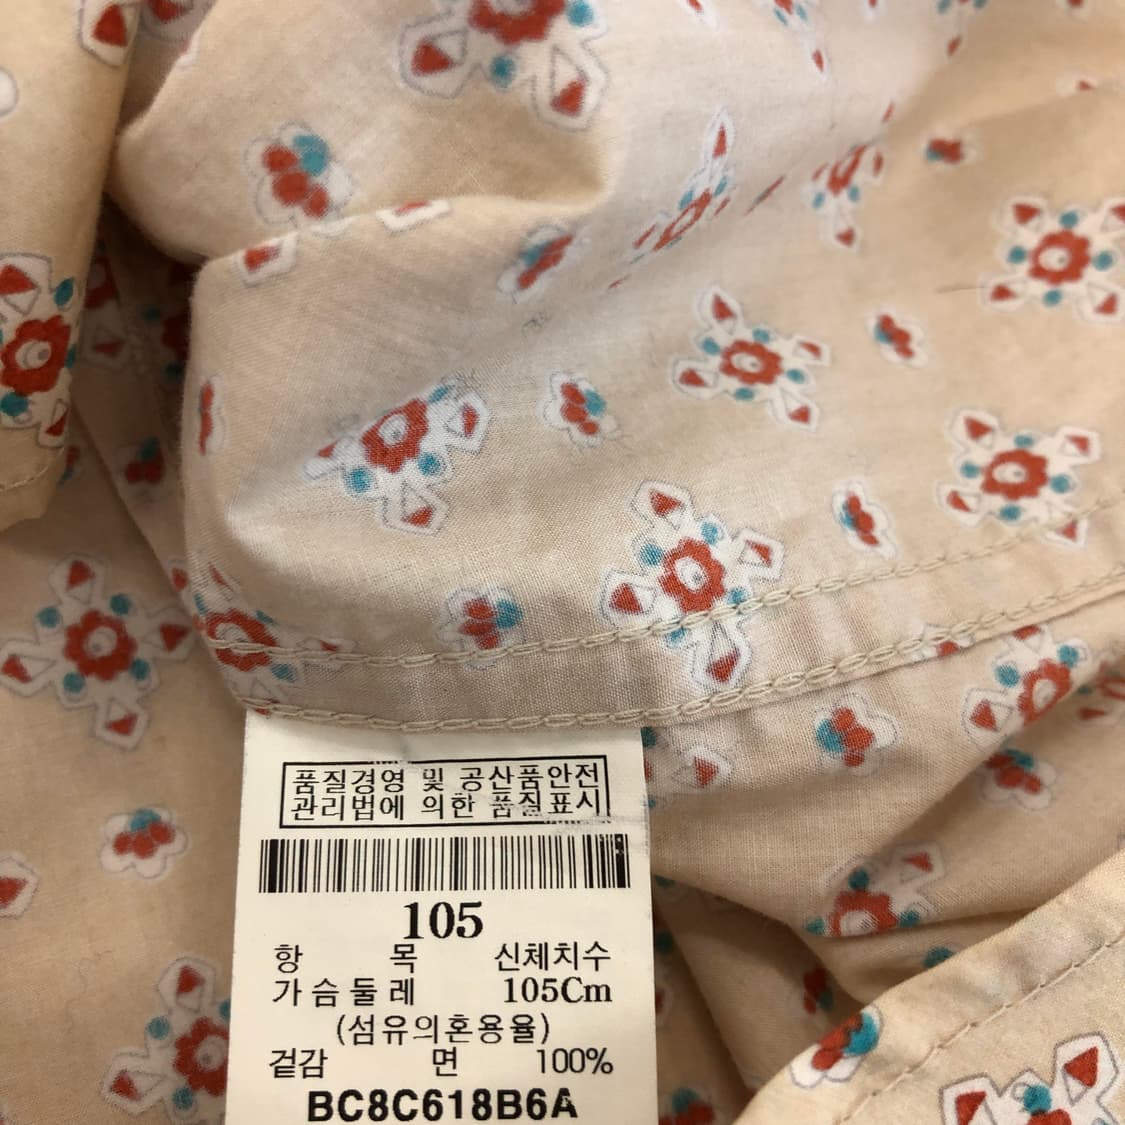 품질경영 및 공산품안전
관리법에 의한 품질표시
105
항 목 신체치수
가슴둘레 105Cm
(섬유의혼용율)
겉감 면 100%
BC8C618B6A